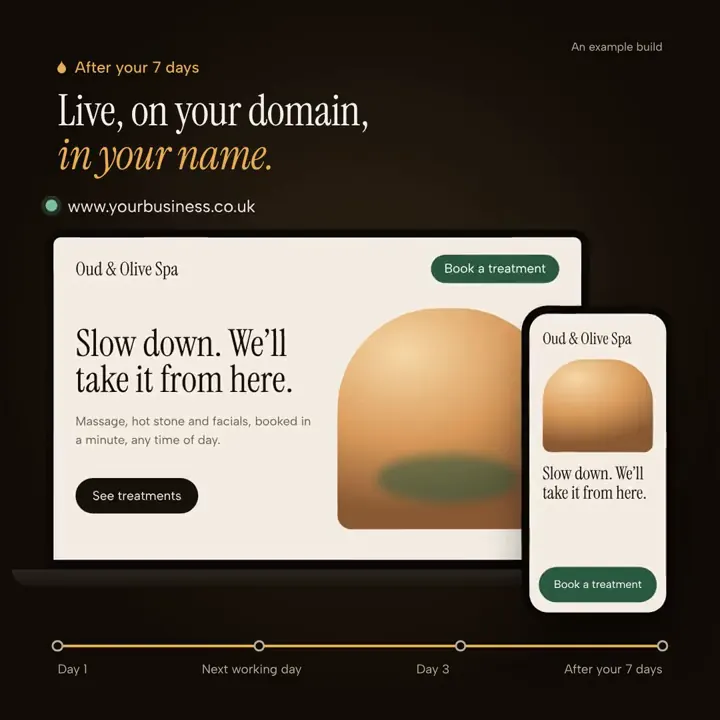 An example build
After your 7 days
Live, on your domain,
in your name.
www.yourbusiness.co.uk
Oud & Olive Spa
Book a treatment
Slow down. We’ll
take it from here.
Massage, hot stone and facials, booked in
a minute, any time of day.
See treatments
Oud & Olive Spa
Slow down. We’ll
take it from here.
Book a treatment
Day 1
Next working day
Day 3
After your 7 days